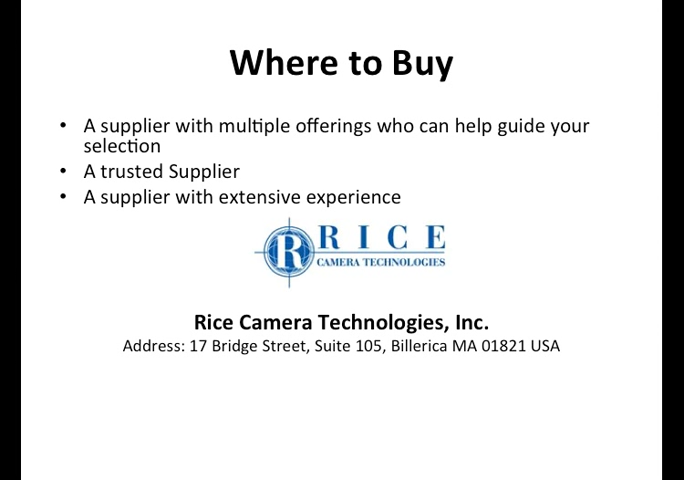 Where to Buy
• A supplier with multiple offerings who can help guide your
selection
• A trusted Supplier
• A supplier with extensive experience
R RICE
CAMERA TECHNOLOGIES
Rice Camera Technologies, Inc.
Address: 17 Bridge Street, Suite 105, Billerica MA 01821 USA